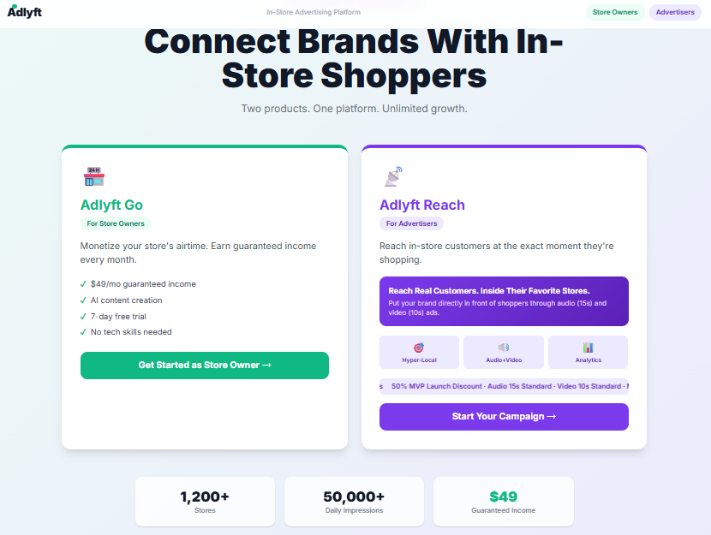 Adlyft
In-Store Advertising Platform
Store Owners
Advertisers
Connect Brands With In-
Store Shoppers
Two products. One platform. Unlimited growth.
Adlyft Go
For Store Owners
Monetize your store's airtime. Earn guaranteed income
every month.
✓ $49/mo guaranteed income
✓ AI content creation
✓ 7-day free trial
✓ No tech skills needed
Get Started as Store Owner →
Adlyft Reach
For Advertisers
Reach in-store customers at the exact moment they're
shopping.
Reach Real Customers. Inside Their Favorite Stores.
Put your brand directly in front of shoppers through audio (15s) and
video (10s) ads.
Hyper-Local
Audio+Video
Analytics
s 50% MVP Launch Discount - Audio 15s Standard - Video 10s Standard -
Start Your Campaign →
1,200+
Stores
50,000+
Daily Impressions
$49
Guaranteed Income